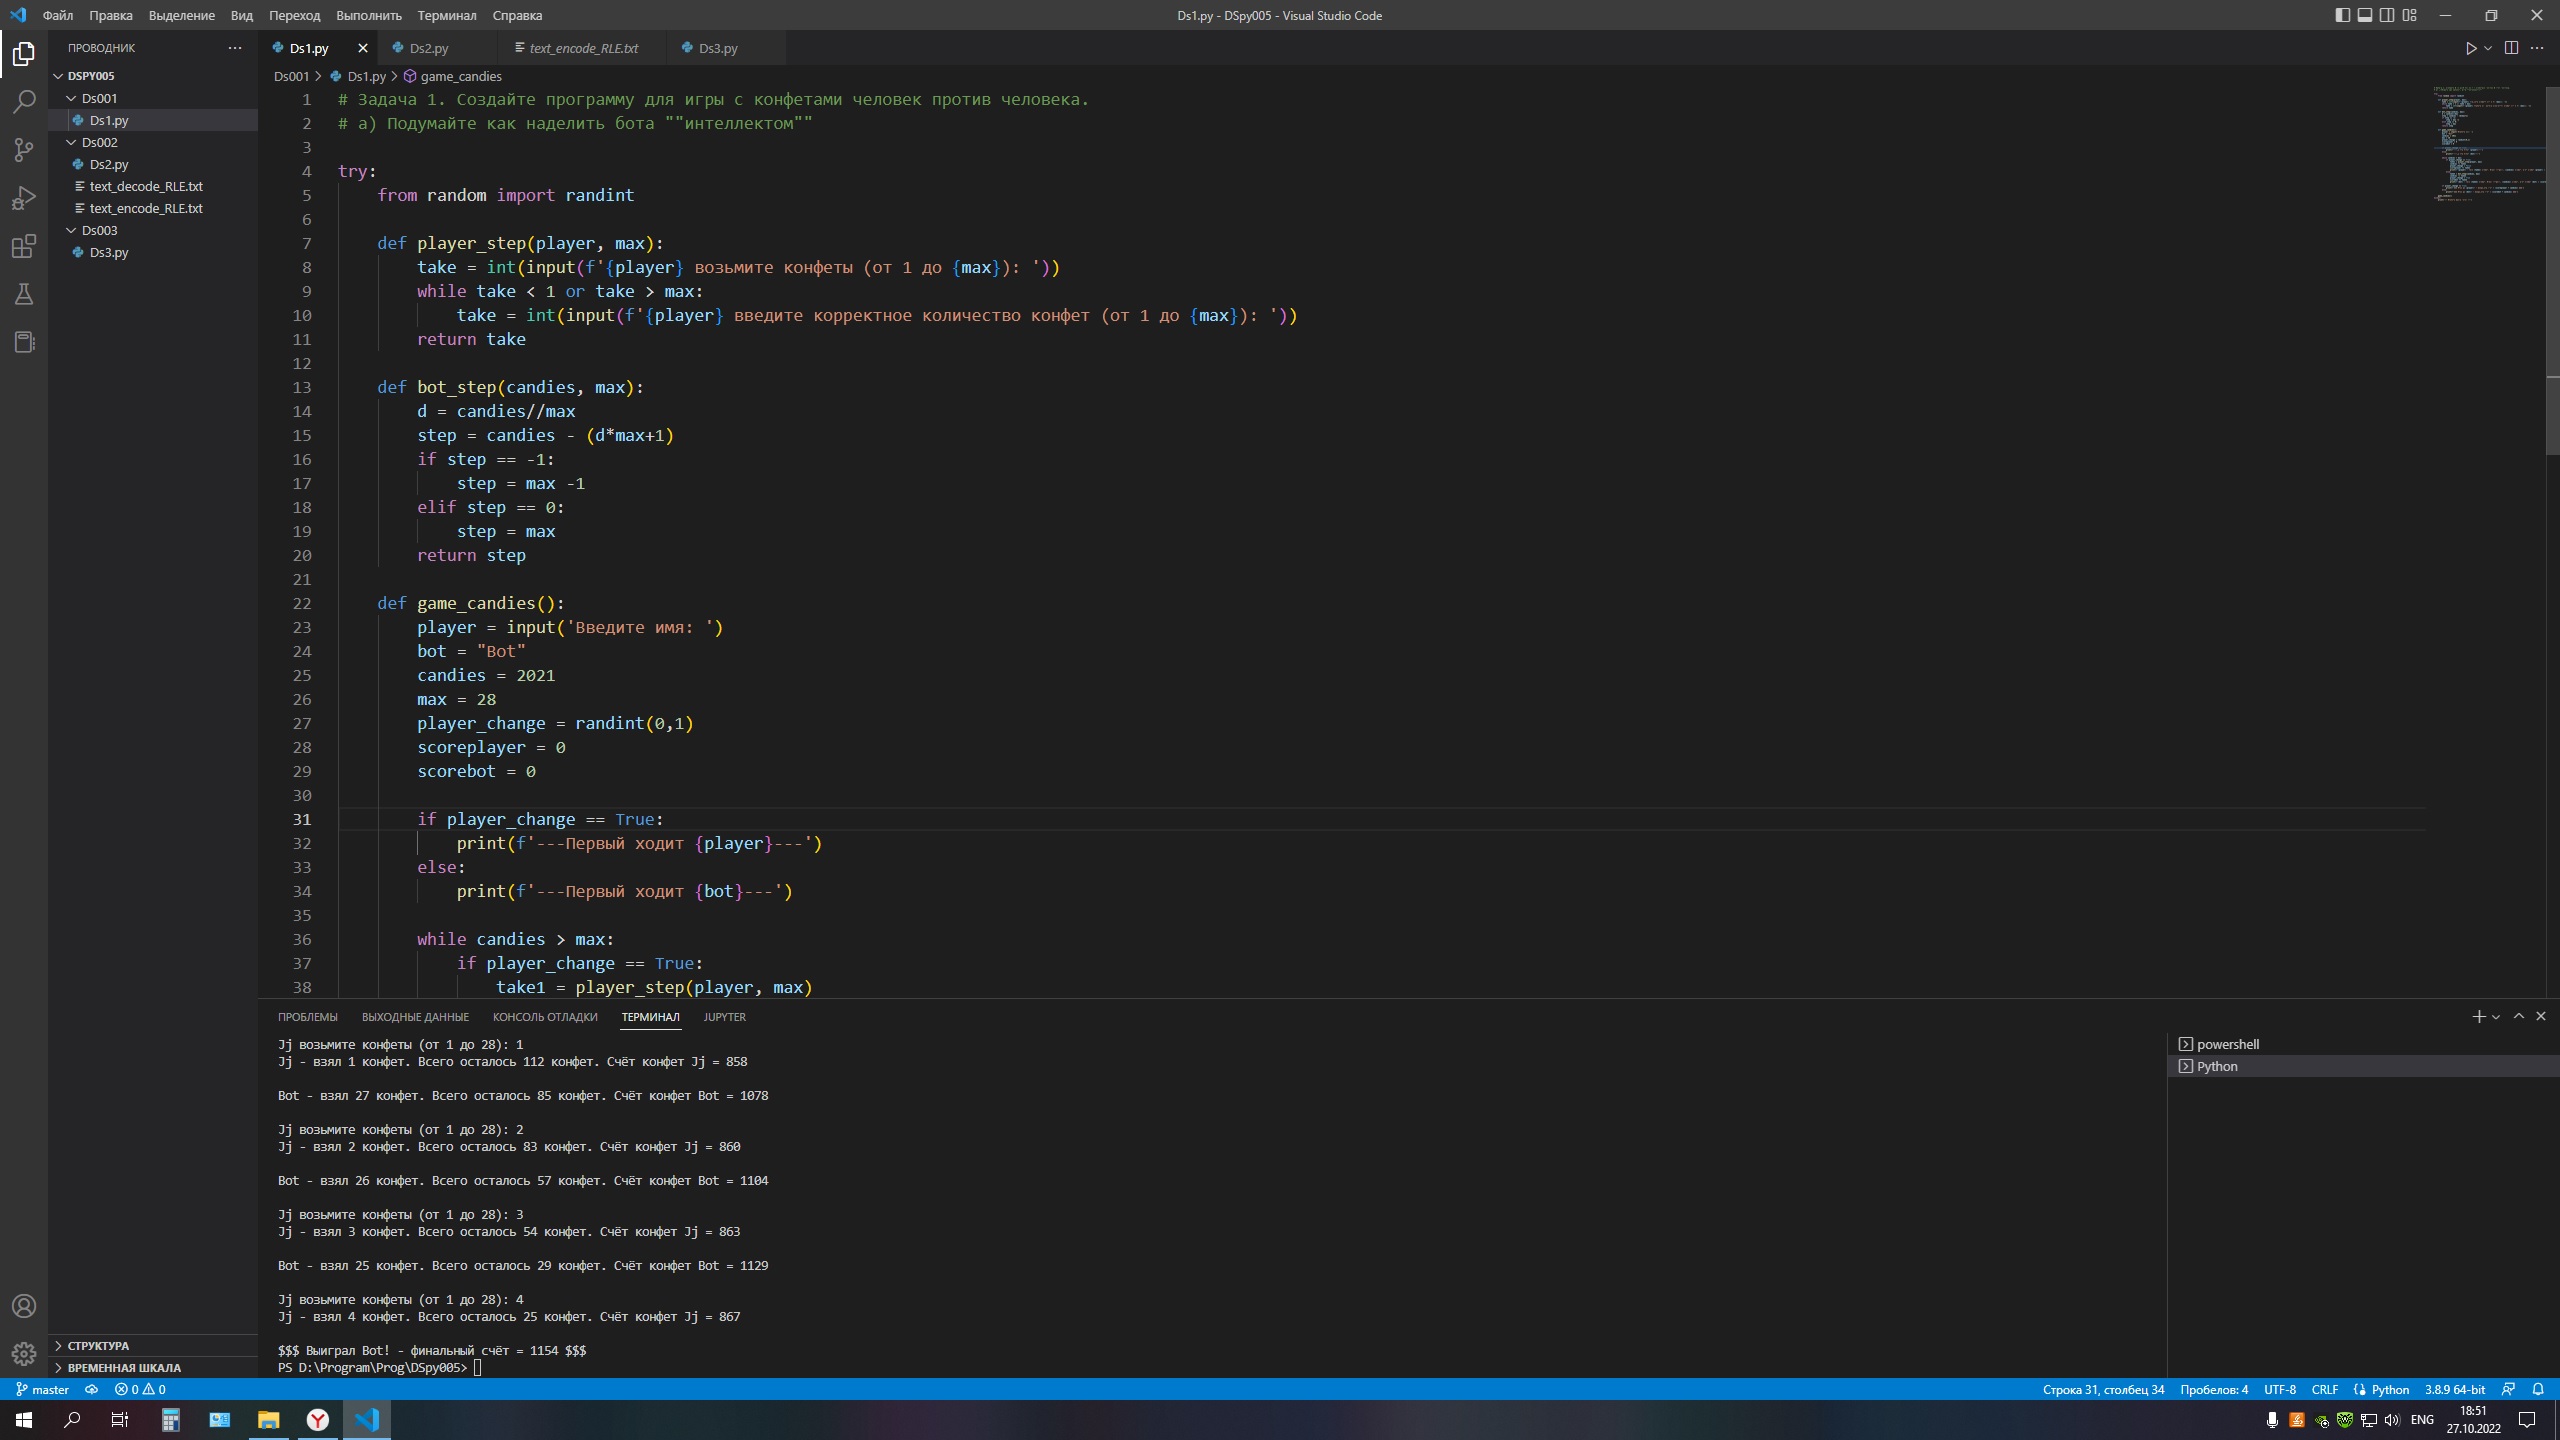 Файл Правка Выделение Вид Переход Выполнить Терминал Справка
Ds1.py - DSpy005 - Visual Studio Code
ПРОВОДНИК ···
DSPY005
Ds001
Ds1.py
Ds002
Ds2.py
text_decode_RLE.txt
text_encode_RLE.txt
Ds003
Ds3.py
СТРУКТУРА
ВРЕМЕННАЯ ШКАЛА
Ds1.py Ds2.py text_encode_RLE.txt Ds3.py
Ds001 > Ds1.py > game_candies
1 # Задача 1. Создайте программу для игры с конфетами человек против человека.
2 # a) Подумайте как наделить бота ""интеллектом""
3
4 try:
5 from random import randint
6
7 def player_step(player, max):
8 take = int(input(f'{player} возьмите конфеты (от 1 до {max}): '))
9 while take < 1 or take > max:
10 take = int(input(f'{player} введите корректное количество конфет (от 1 до {max}): '))
11 return take
12
13 def bot_step(candies, max):
14 d = candies//max
15 step = candies - (d*max+1)
16 if step == -1:
17 step = max -1
18 elif step == 0:
19 step = max
20 return step
21
22 def game_candies():
23 player = input('Введите имя: ')
24 bot = "Bot"
25 candies = 2021
26 max = 28
27 player_change = randint(0,1)
28 scoreplayer = 0
29 scorebot = 0
30
31 if player_change == True:
32 print(f'---Первый ходит {player}---')
33 else:
34 print(f'---Первый ходит {bot}---')
35
36 while candies > max:
37 if player_change == True:
38 take1 = player_step(player, max)
ПРОБЛЕМЫ ВЫХОДНЫЕ ДАННЫЕ КОНСОЛЬ ОТЛАДКИ ТЕРМИНАЛ JUPYTER
Jj возьмите конфеты (от 1 до 28): 1
Jj - взял 1 конфет. Всего осталось 112 конфет. Счёт конфет Jj = 858
Bot - взял 27 конфет. Всего осталось 85 конфет. Счёт конфет Bot = 1078
Jj возьмите конфеты (от 1 до 28): 2
Jj - взял 2 конфет. Всего осталось 83 конфет. Счёт конфет Jj = 860
Bot - взял 26 конфет. Всего осталось 57 конфет. Счёт конфет Bot = 1104
Jj возьмите конфеты (от 1 до 28): 3
Jj - взял 3 конфет. Всего осталось 54 конфет. Счёт конфет Jj = 863
Bot - взял 25 конфет. Всего осталось 29 конфет. Счёт конфет Bot = 1129
Jj возьмите конфеты (от 1 до 28): 4
Jj - взял 4 конфет. Всего осталось 25 конфет. Счёт конфет Jj = 867
$$$ Выиграл Bot! - финальный счёт = 1154 $$$
PS D:\Program\Prog\DSpy005>
powershell
Python
master 0 0
Строка 31, столбец 34 Пробелов: 4 UTF-8 CRLF Python 3.8.9 64-bit
ENG
18:51
27.10.2022